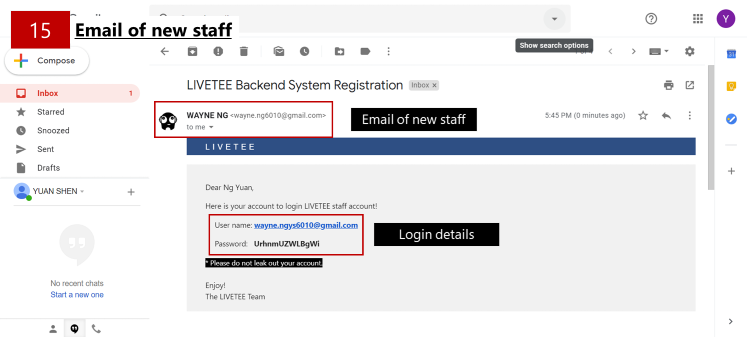 15 Email of new staff
Show search options
Compose
LIVETEE Backend System Registration Inbox x
Inbox 1
Starred
Snoozed
Sent
Drafts
YUAN SHEN
No recent chats
Start a new one
WAYNE NG <wayne.ng6010@gmail.com>
to me
Email of new staff
5:45 PM (0 minutes ago)
LIVETEE
Dear Ng Yuan,
Here is your account to login LIVETEE staff account!
User name: wayne.ngys6010@gmail.com
Password: UrhnmUZWLBgWi
Login details
* Please do not leak out your account.
Enjoy!
The LIVETEE Team
Y